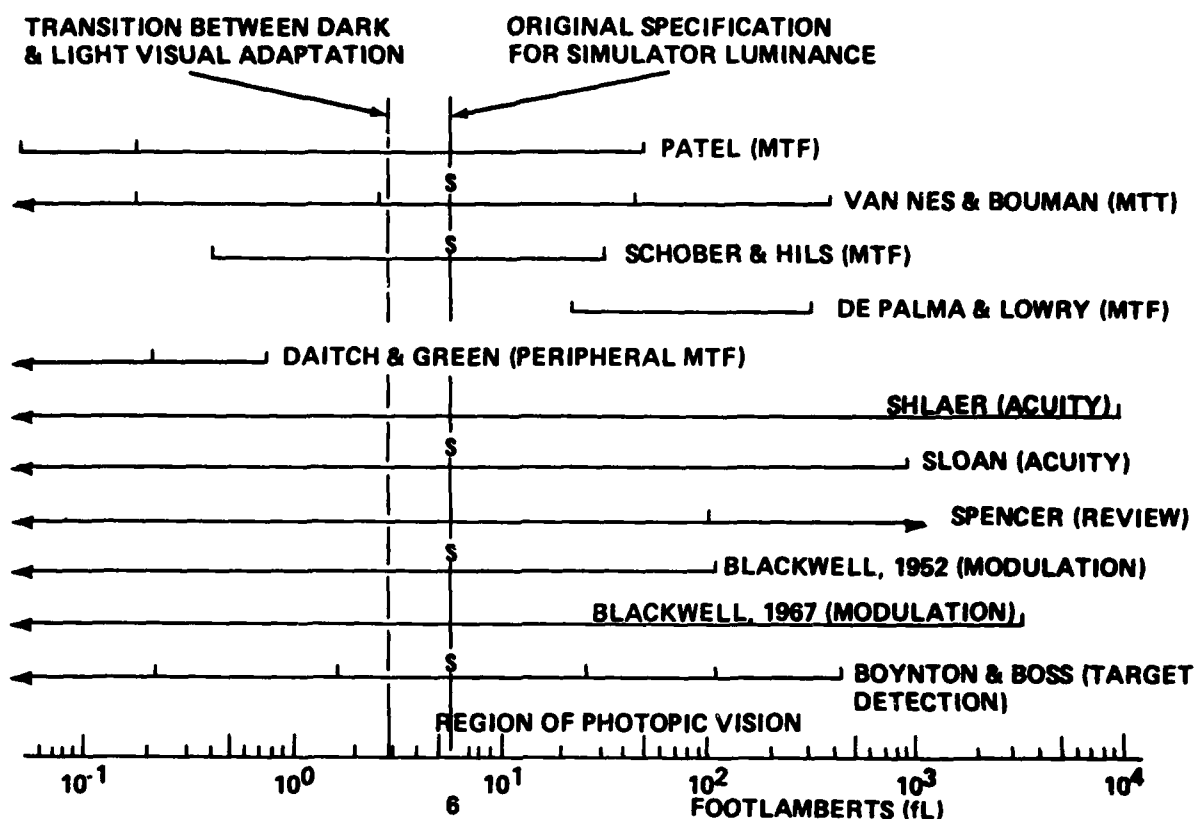 TRANSITION BETWEEN DARK
& LIGHT VISUAL ADAPTATION
ORIGINAL SPECIFICATION
FOR SIMULATOR LUMINANCE
PATEL (MTF)
S
VAN NES & BOUMAN (MTT)
S
SCHOBER & HILS (MTF)
DE PALMA & LOWRY (MTF)
DAITCH & GREEN (PERIPHERAL MTF)
SHLAER (ACUITY)
S
SLOAN (ACUITY)
SPENCER (REVIEW)
S
BLACKWELL, 1952 (MODULATION)
BLACKWELL, 1967 (MODULATION)
S
BOYNTON & BOSS (TARGET
DETECTION)
REGION OF PHOTOPIC VISION
10-1 100 101 102 103 104
6
FOOTLAMBERTS (fL)